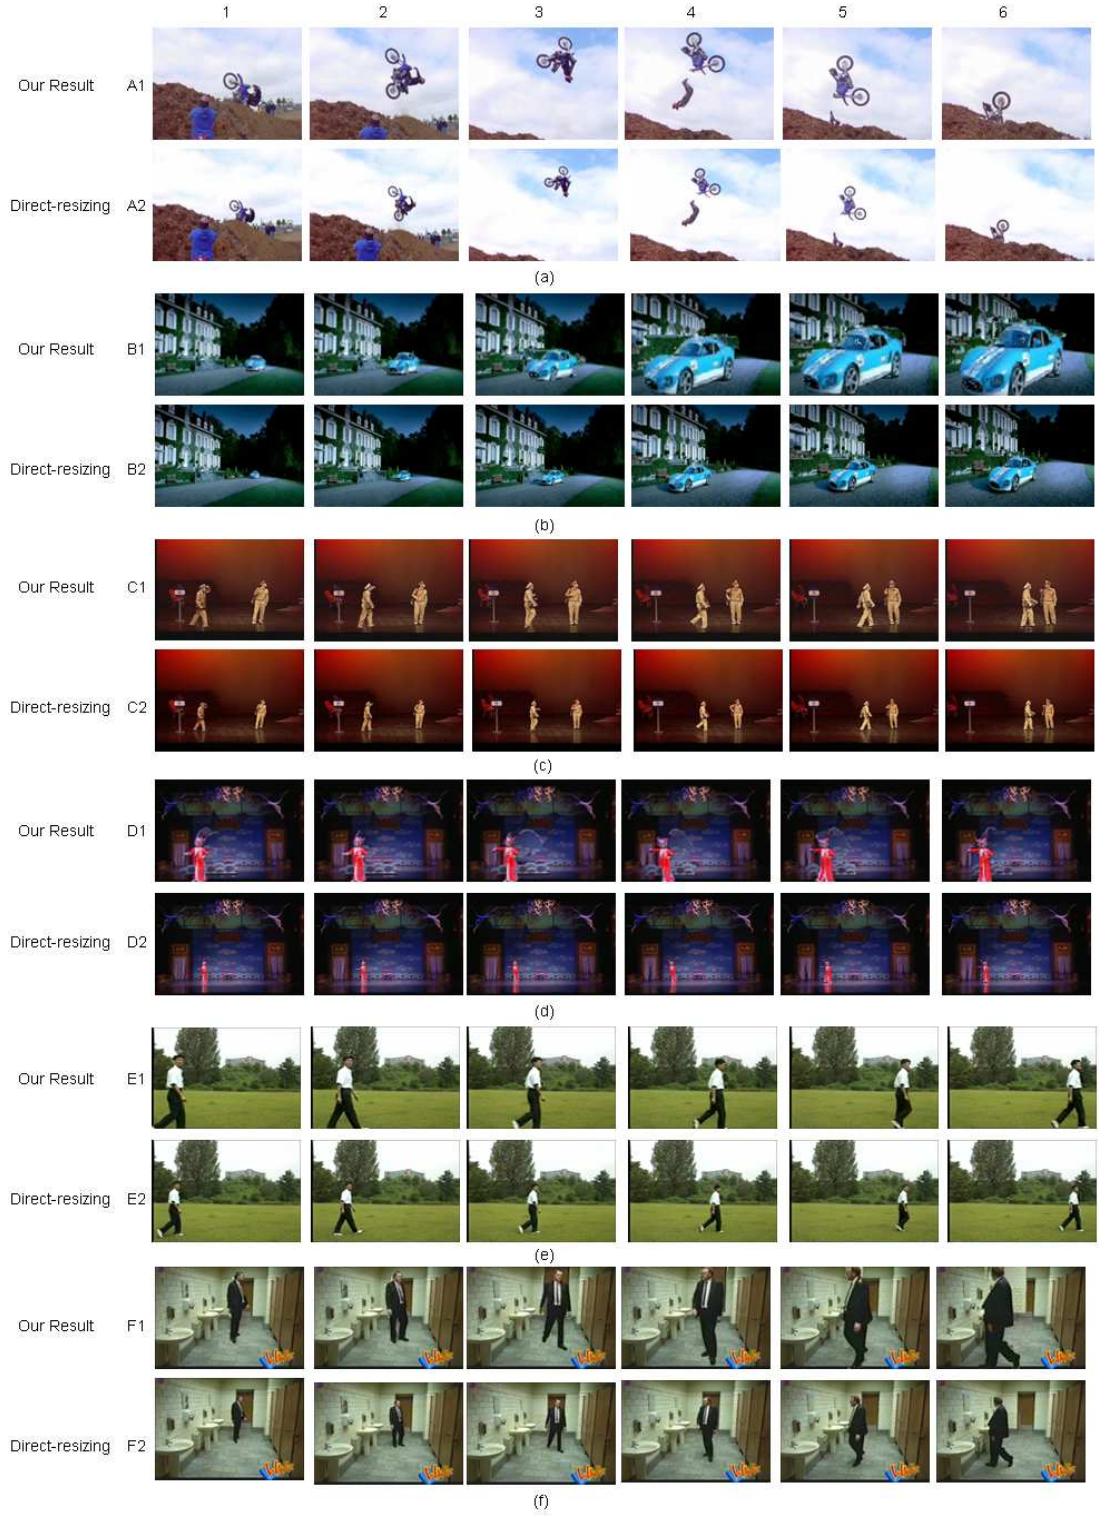 1 2 3 4 5 6
Our Result A1
Direct-resizing A2
(a)
Our Result B1
Direct-resizing B2
(b)
Our Result C1
Direct-resizing C2
(c)
Our Result D1
Direct-resizing D2
(d)
Our Result E1
Direct-resizing E2
(e)
Our Result F1
Direct-resizing F2
(f)